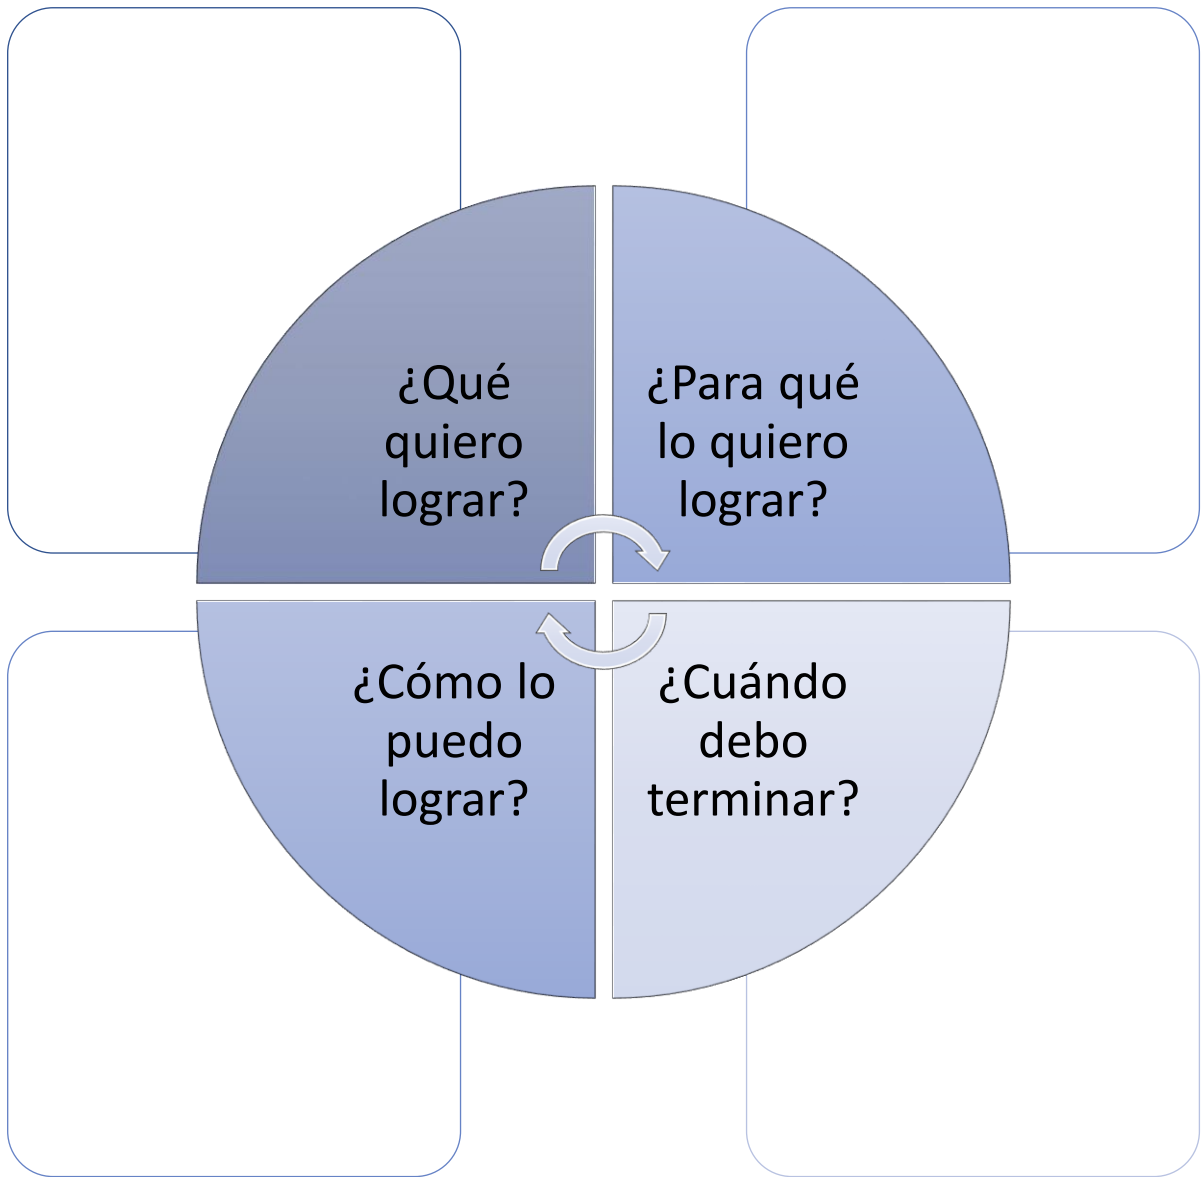 ¿Qué
quiero
lograr?
¿Para qué
lo quiero
lograr?
¿Cómo lo
puedo
lograr?
¿Cuándo
debo
terminar?